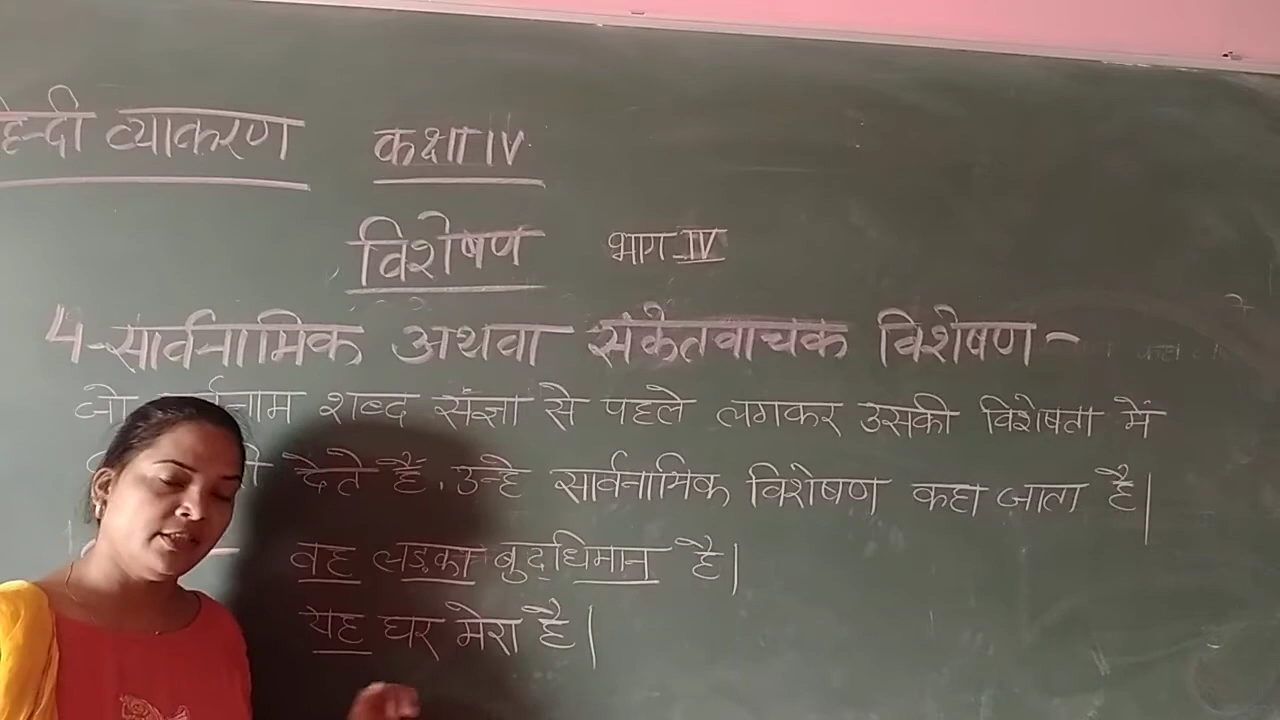 हिन्दी व्याकरण कक्षा IV
विशेषण भाग-IV
4-सार्वनामिक अथवा संकेतवाचक विशेषण-
जो सर्वनाम शब्द संज्ञा से पहले लगकर उसकी विशेषता में
देते हैं, उन्हे सार्वनामिक विशेषण कहा जाता है।
वह लड़का बुद्धिमान है।
यह घर मेरा है।